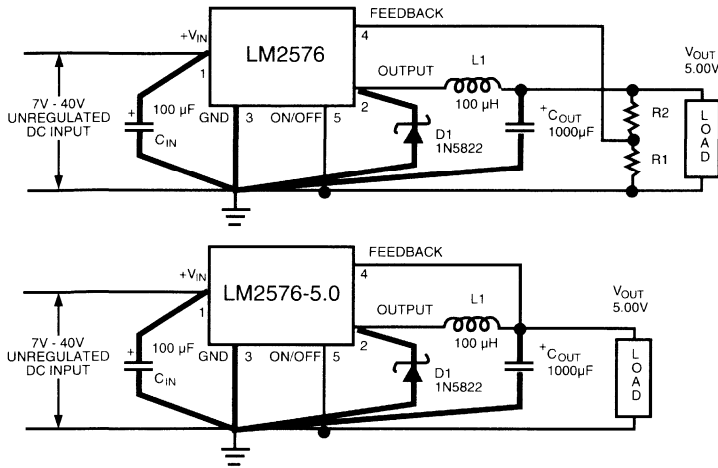 FEEDBACK
+VIN
LM2576
4
1
OUTPUT
L1
VOUT
5.00V
2
100 µH
7V - 40V
UNREGULATED
DC INPUT
+ 100 µF
CIN
GND 3 ON/OFF 5
D1
1N5822
+COUT
1000µF
R2
R1
LOAD
FEEDBACK
+VIN
LM2576-5.0
4
1
OUTPUT
L1
VOUT
5.00V
2
100 µH
7V - 40V
UNREGULATED
DC INPUT
+ 100 µF
CIN
GND 3 ON/OFF 5
D1
1N5822
+COUT
1000µF
LOAD